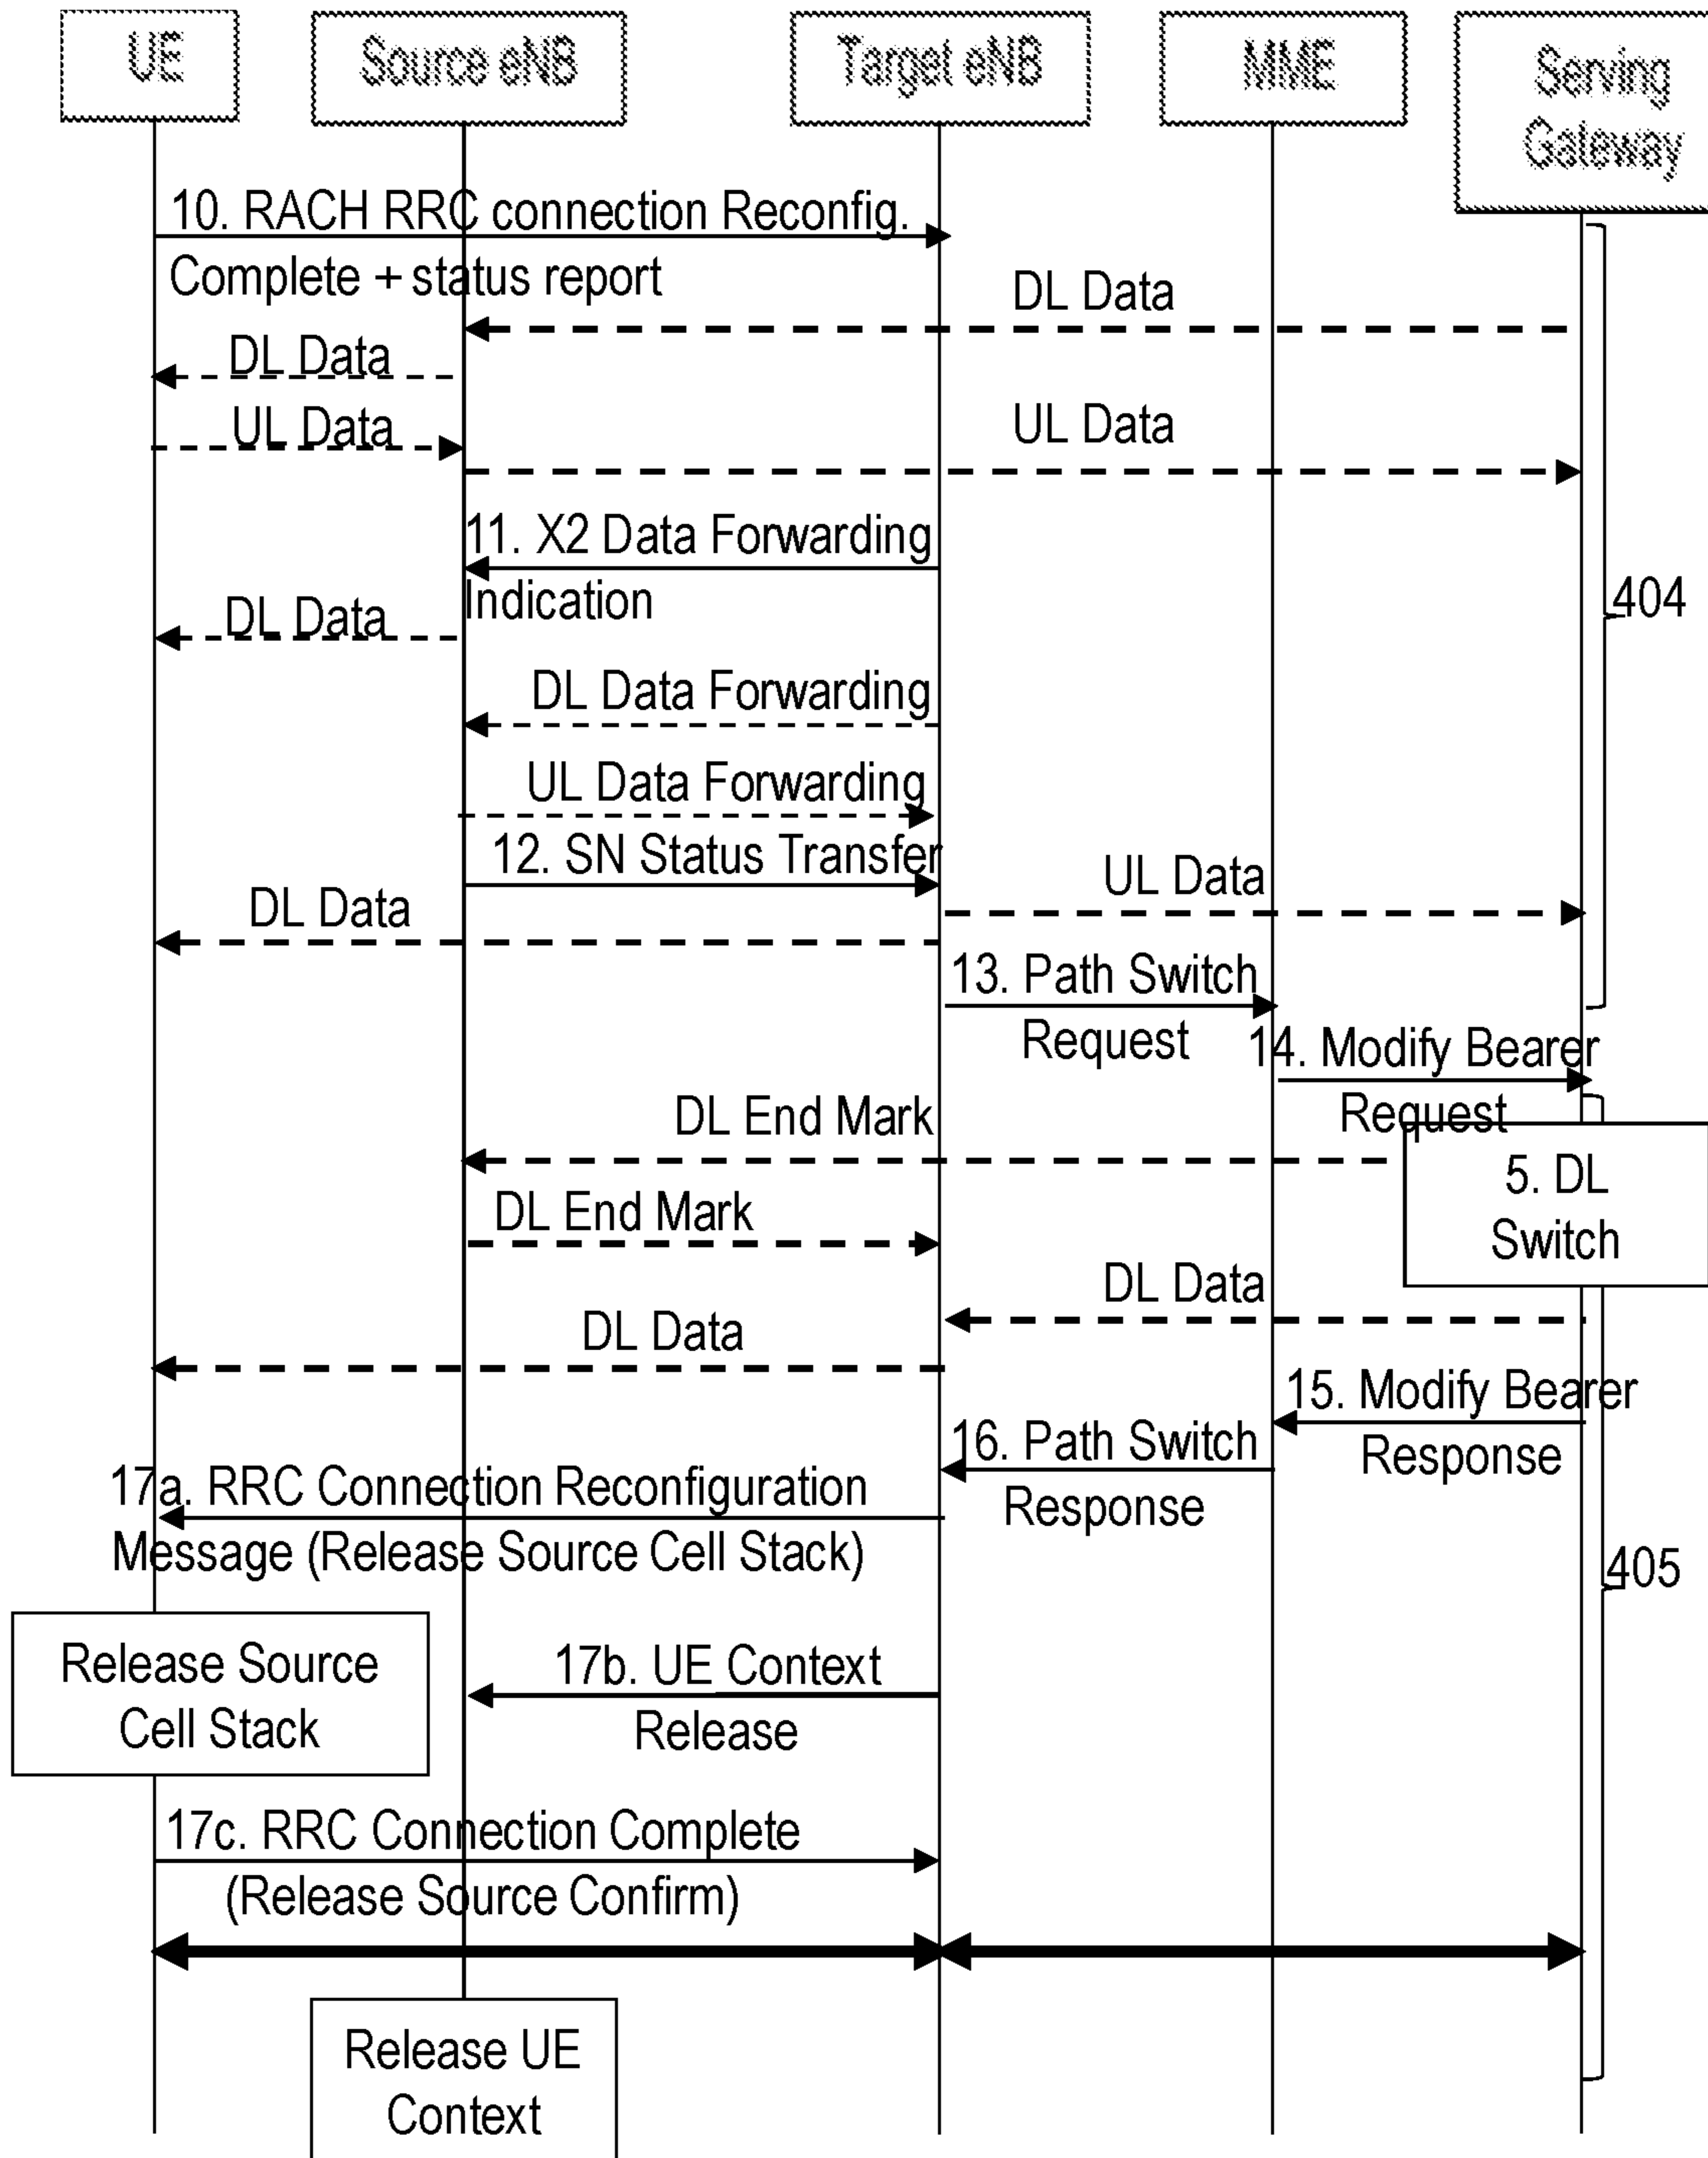 UE
Source eNB
Target eNB
MME
Serving
Gateway
10. RACH RRC connection Reconfig.
Complete + status report
DL Data
DL Data
UL Data
UL Data
11. X2 Data Forwarding
Indication
404
DL Data
DL Data Forwarding
UL Data Forwarding
12. SN Status Transfer
UL Data
DL Data
13. Path Switch
Request
14. Modify Bearer
Request
DL End Mark
5. DL
Switch
DL End Mark
DL Data
DL Data
15. Modify Bearer
Response
16. Path Switch
Response
17a. RRC Connection Reconfiguration
Message (Release Source Cell Stack)
405
Release Source
Cell Stack
17b. UE Context
Release
17c. RRC Connection Complete
(Release Source Confirm)
Release UE
Context